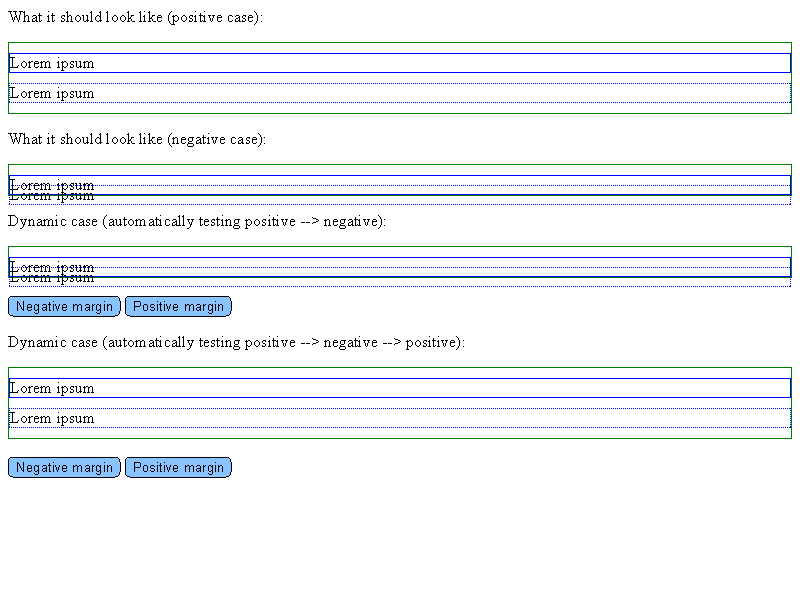 What it should look like (positive case):
Lorem ipsum
Lorem ipsum
What it should look like (negative case):
Lorem ipsum
Lorem ipsum
Dynamic case (automatically testing positive --> negative):
Lorem ipsum
Lorem ipsum
Negative margin Positive margin
Dynamic case (automatically testing positive --> negative --> positive):
Lorem ipsum
Lorem ipsum
Negative margin Positive margin